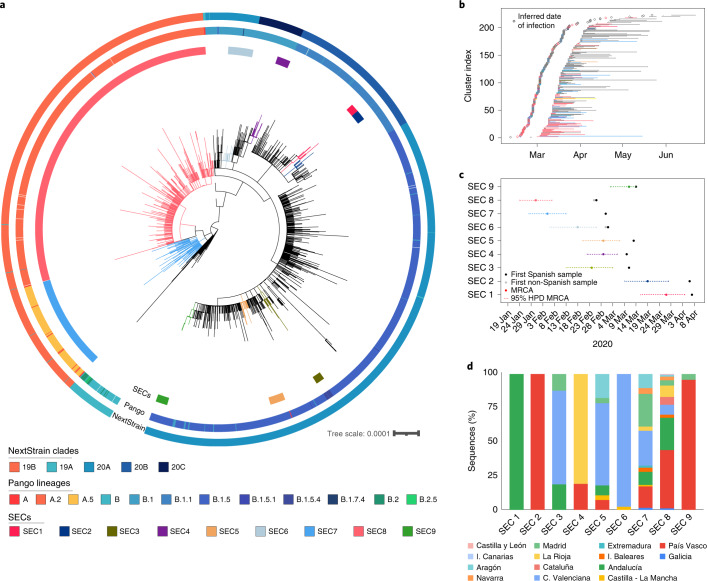 a
SECs
Pango
NextStrain
Tree scale: 0.0001
NextStrain clades
19B 19A 20A 20B 20C
Pango lineages
A A.2 A.5 B B.1 B.1.1 B.1.5 B.1.5.1 B.1.5.4 B.1.7.4 B.2 B.2.5
SECs
SEC1 SEC2 SEC3 SEC4 SEC5 SEC6 SEC7 SEC8 SEC9
b
Inferred date
of infection
Cluster index
200
150
100
50
0
Mar Apr May Jun
c
SEC 9
SEC 8
SEC 7
SEC 6
SEC 5
SEC 4
SEC 3
SEC 2
SEC 1
First Spanish sample
First non-Spanish sample
MRCA
95% HPD MRCA
19 Jan
24 Jan
29 Jan
3 Feb
8 Feb
13 Feb
18 Feb
23 Feb
28 Feb
4 Mar
9 Mar
14 Mar
19 Mar
24 Mar
29 Mar
3 Apr
8 Apr
2020
d
Sequences (%)
100
75
50
25
0
SEC 1
SEC 2
SEC 3
SEC 4
SEC 5
SEC 6
SEC 7
SEC 8
SEC 9
Castilla y León Madrid Extremadura País Vasco
I. Canarias La Rioja I. Baleares Galicia
Aragón Cataluña Andalucía
Navarra C. Valenciana Castilla - La Mancha